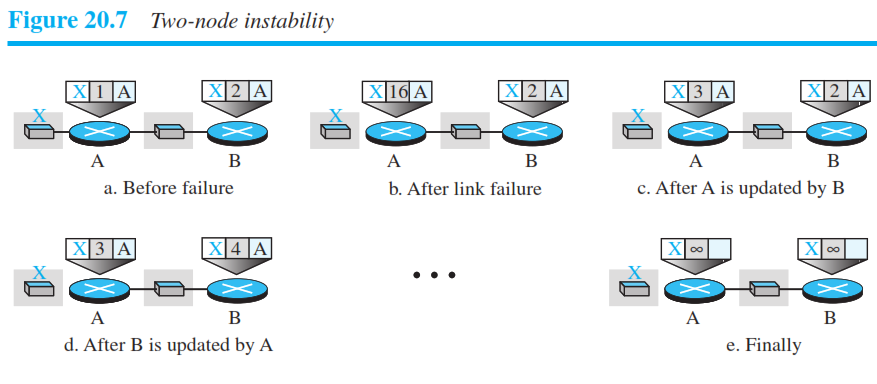 Figure 20.7 Two-node instability
X 1 A X 2 A X 16 A X 2 A X 3 A X 2 A
X X X
A B A B A B
a. Before failure b. After link failure c. After A is updated by B
X 3 A X 4 A X ∞ X ∞
X • • • X
A B A B
d. After B is updated by A e. Finally